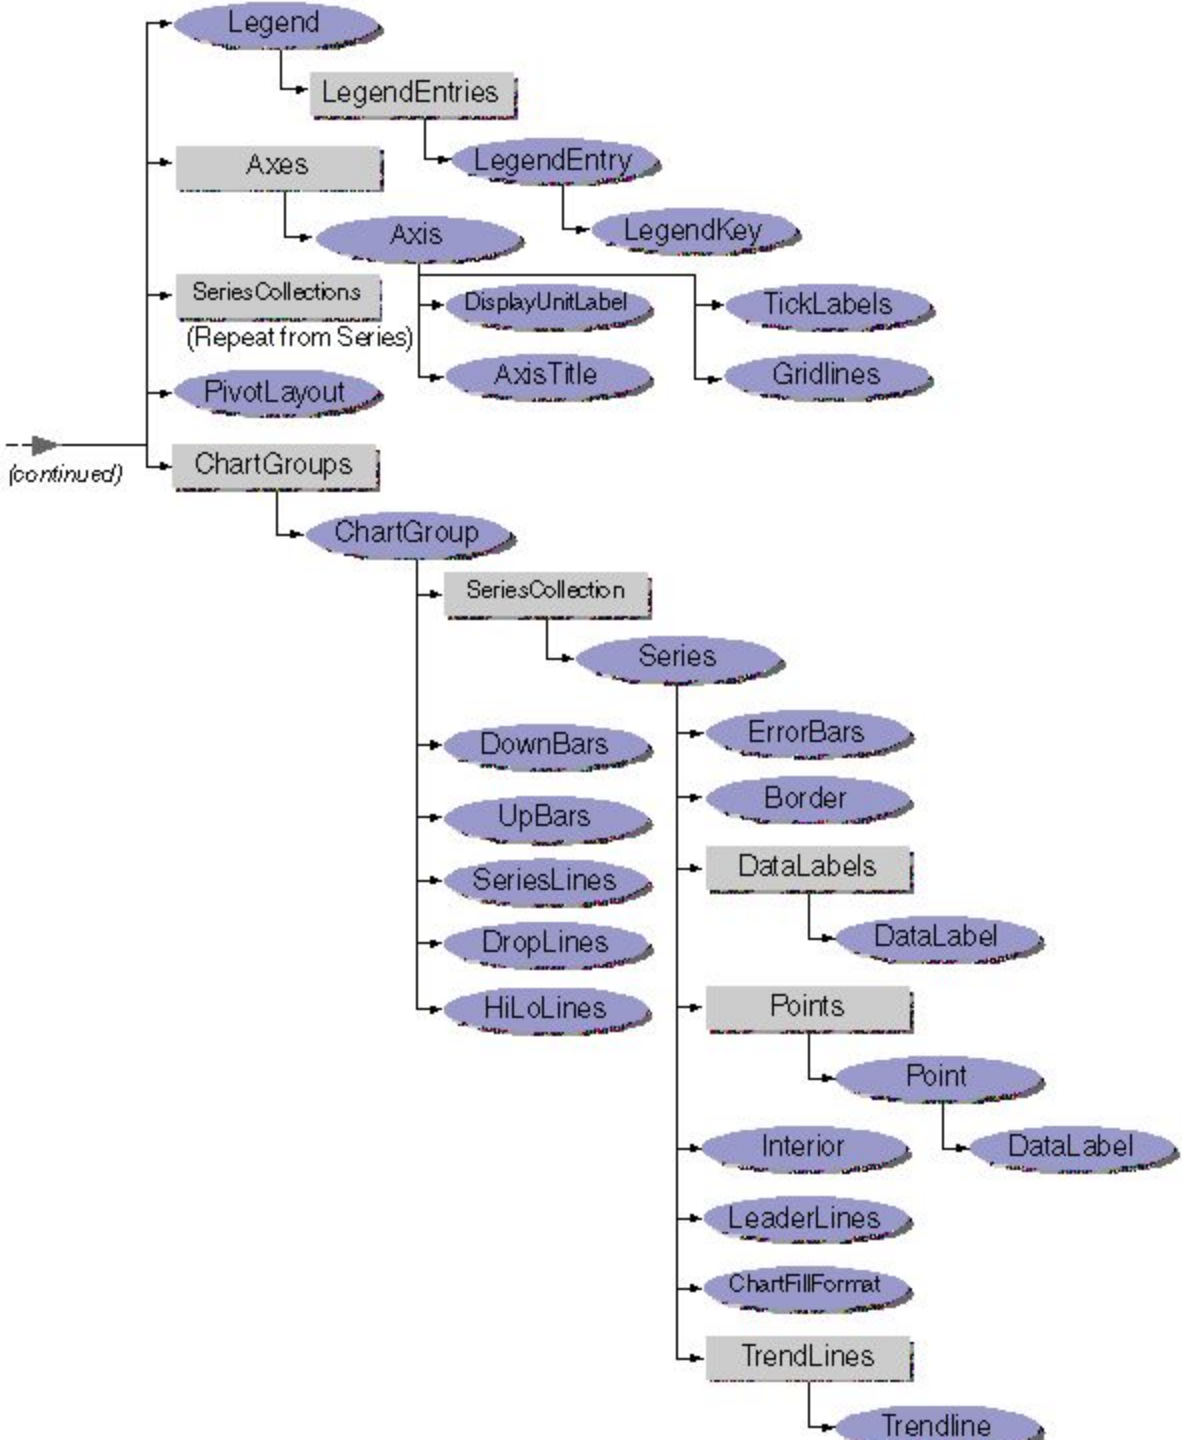 Legend
LegendEntries
LegendEntry
LegendKey
Axes
Axis
DisplayUnitLabel
TickLabels
AxisTitle
Gridlines
SeriesCollections
(Repeat from Series)
PivotLayout
(continued)
ChartGroups
ChartGroup
SeriesCollection
Series
ErrorBars
Border
DataLabels
DataLabel
Points
Point
DataLabel
Interior
LeaderLines
ChartFillFormat
TrendLines
Trendline
DownBars
UpBars
SeriesLines
DropLines
HiLoLines